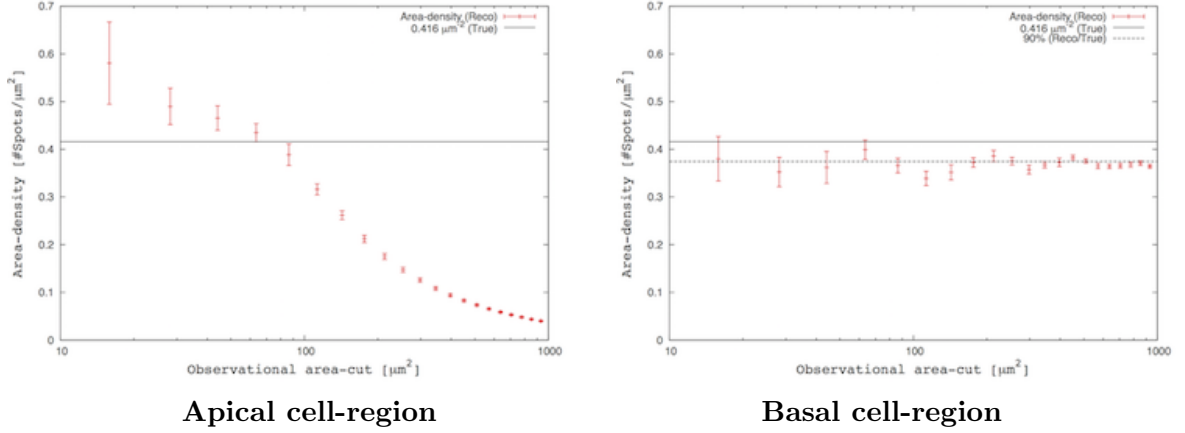 Area-density (Reco)
0.416 μm⁻² (True)
0.7
0.6
0.5
0.4
0.3
0.2
0.1
0
Area-density [#Spots/μm²]
10
100
1000
Observational area-cut [μm²]
Apical cell-region
Area-density (Reco)
0.416 μm⁻² (True)
90% (Reco/True)
0.7
0.6
0.5
0.4
0.3
0.2
0.1
0
Area-density [#Spots/μm²]
10
100
1000
Observational area-cut [μm²]
Basal cell-region